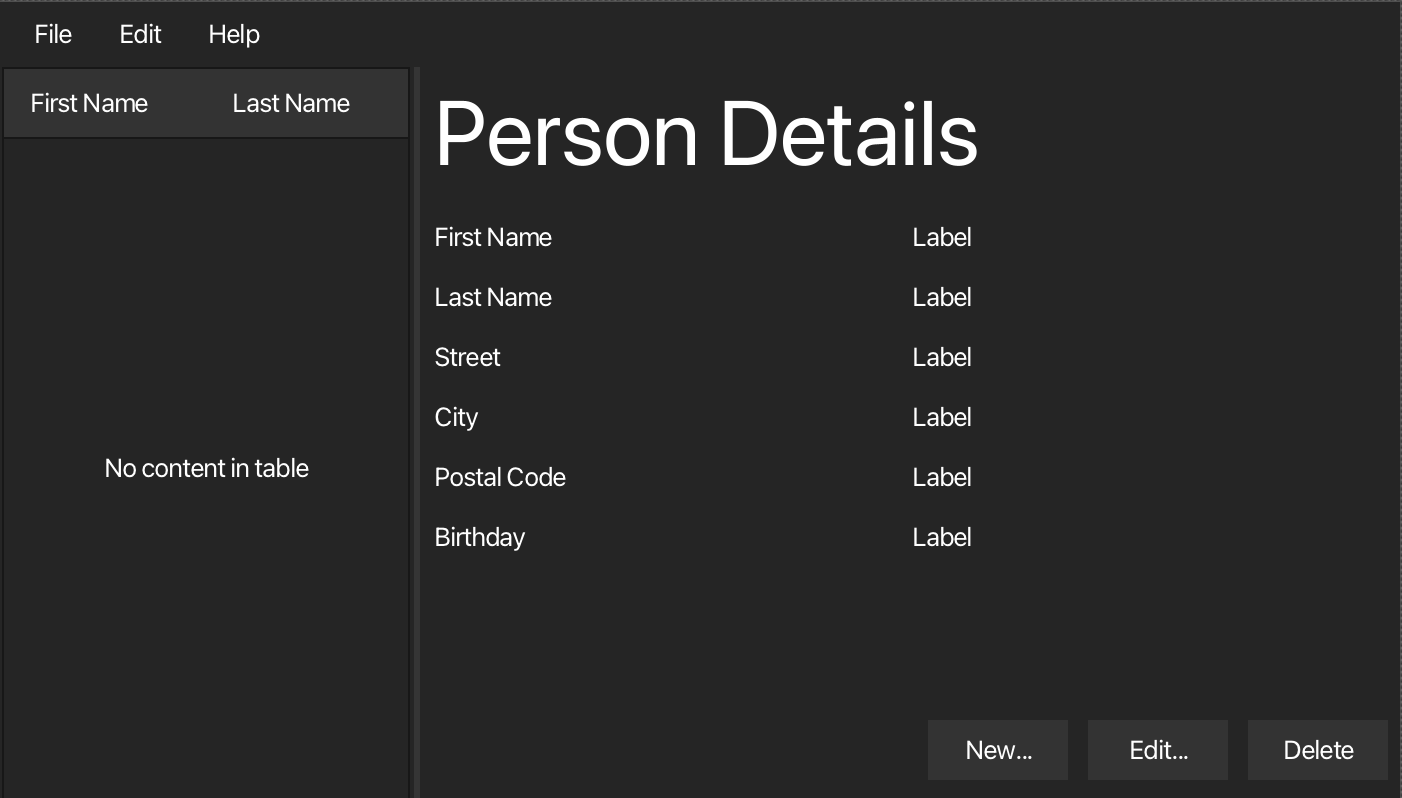 File Edit Help
First Name Last Name
No content in table
Person Details
First Name Label
Last Name Label
Street Label
City Label
Postal Code Label
Birthday Label
New... Edit... Delete